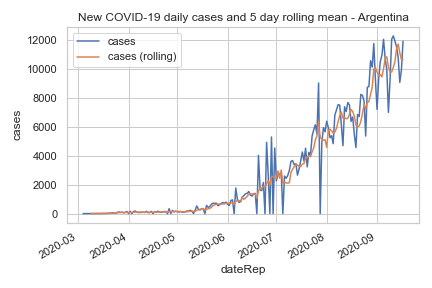 New COVID-19 daily cases and 5 day rolling mean - Argentina
cases
cases (rolling)
12000
10000
8000
6000
4000
2000
0
cases
2020-03
2020-04
2020-05
2020-06
2020-07
2020-08
2020-09
dateRep